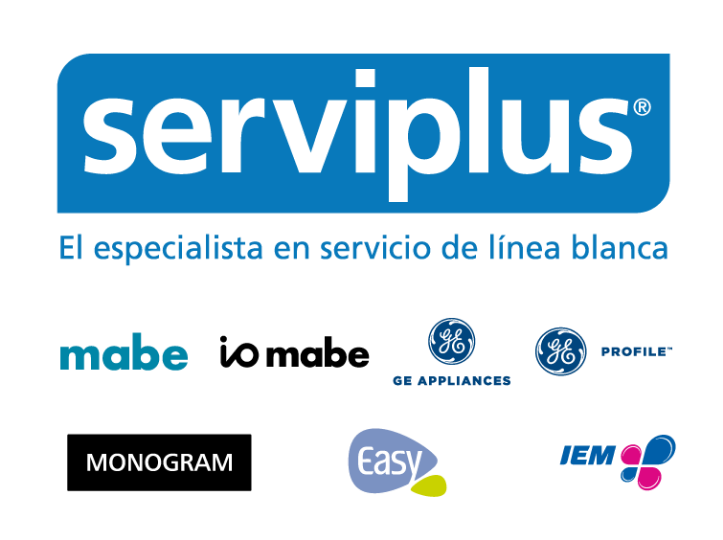 serviplus®
El especialista en servicio de línea blanca
mabe
io mabe
GE
GE APPLIANCES
GE
PROFILE™
MONOGRAM
Easy
IEM